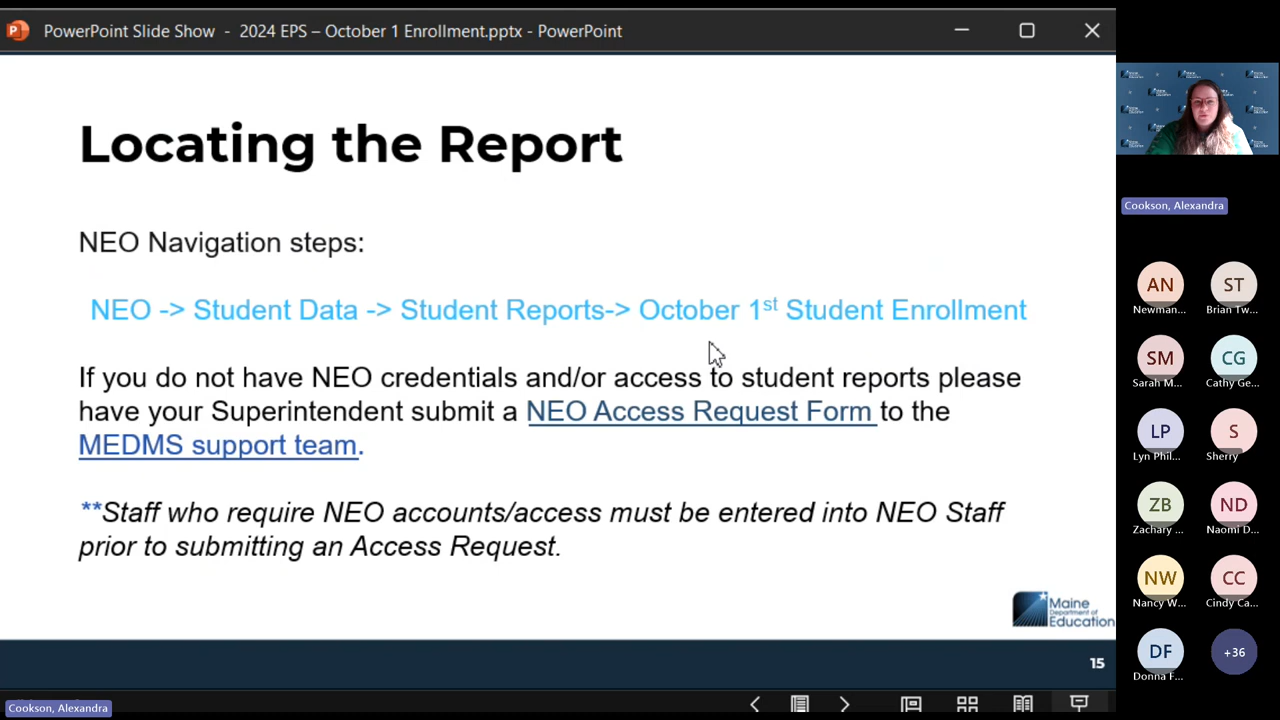 PowerPoint Slide Show - 2024 EPS – October 1 Enrollment.pptx - PowerPoint
Locating the Report
NEO Navigation steps:
NEO -> Student Data -> Student Reports-> October 1st Student Enrollment
If you do not have NEO credentials and/or access to student reports please
have your Superintendent submit a NEO Access Request Form to the
MEDMS support team.
**Staff who require NEO accounts/access must be entered into NEO Staff
prior to submitting an Access Request.
Maine
Department of
Education
15
Cookson, Alexandra
Cookson, Alexandra
AN
Newman...
ST
Brian Tw...
SM
Sarah M...
CG
Cathy Ge...
LP
Lyn Phil...
S
Sherry
ZB
Zachary ...
ND
Naomi D...
NW
Nancy W...
CC
Cindy Ca...
DF
Donna F...
+36